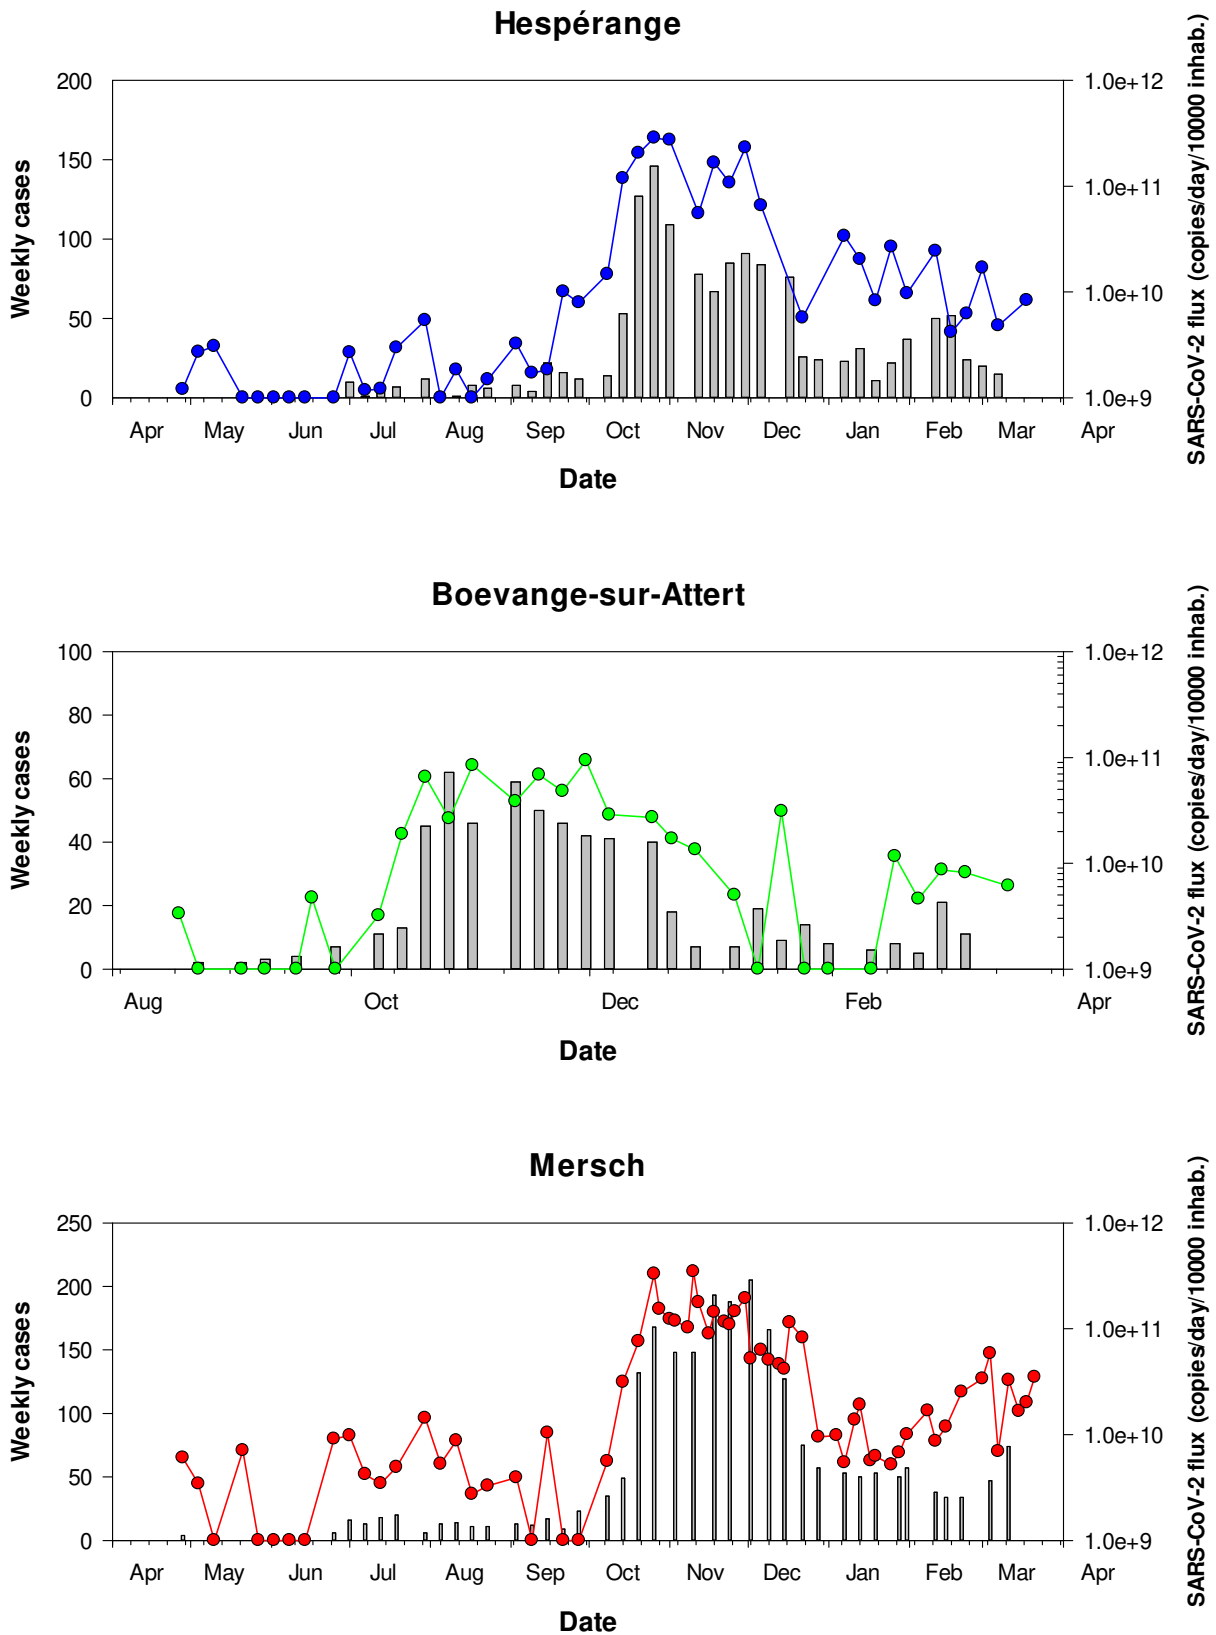 Hespérange
200
150
100
50
0
Weekly cases
1.0e+12
1.0e+11
1.0e+10
1.0e+9
SARS-CoV-2 flux (copies/day/10000 inhab.)
Apr May Jun Jul Aug Sep Oct Nov Dec Jan Feb Mar Apr
Date
Boevange-sur-Attert
100
80
60
40
20
0
Weekly cases
1.0e+12
1.0e+11
1.0e+10
1.0e+9
SARS-CoV-2 flux (copies/day/10000 inhab.)
Aug Oct Dec Feb Apr
Date
Mersch
250
200
150
100
50
0
Weekly cases
1.0e+12
1.0e+11
1.0e+10
1.0e+9
SARS-CoV-2 flux (copies/day/10000 inhab.)
Apr May Jun Jul Aug Sep Oct Nov Dec Jan Feb Mar Apr
Date